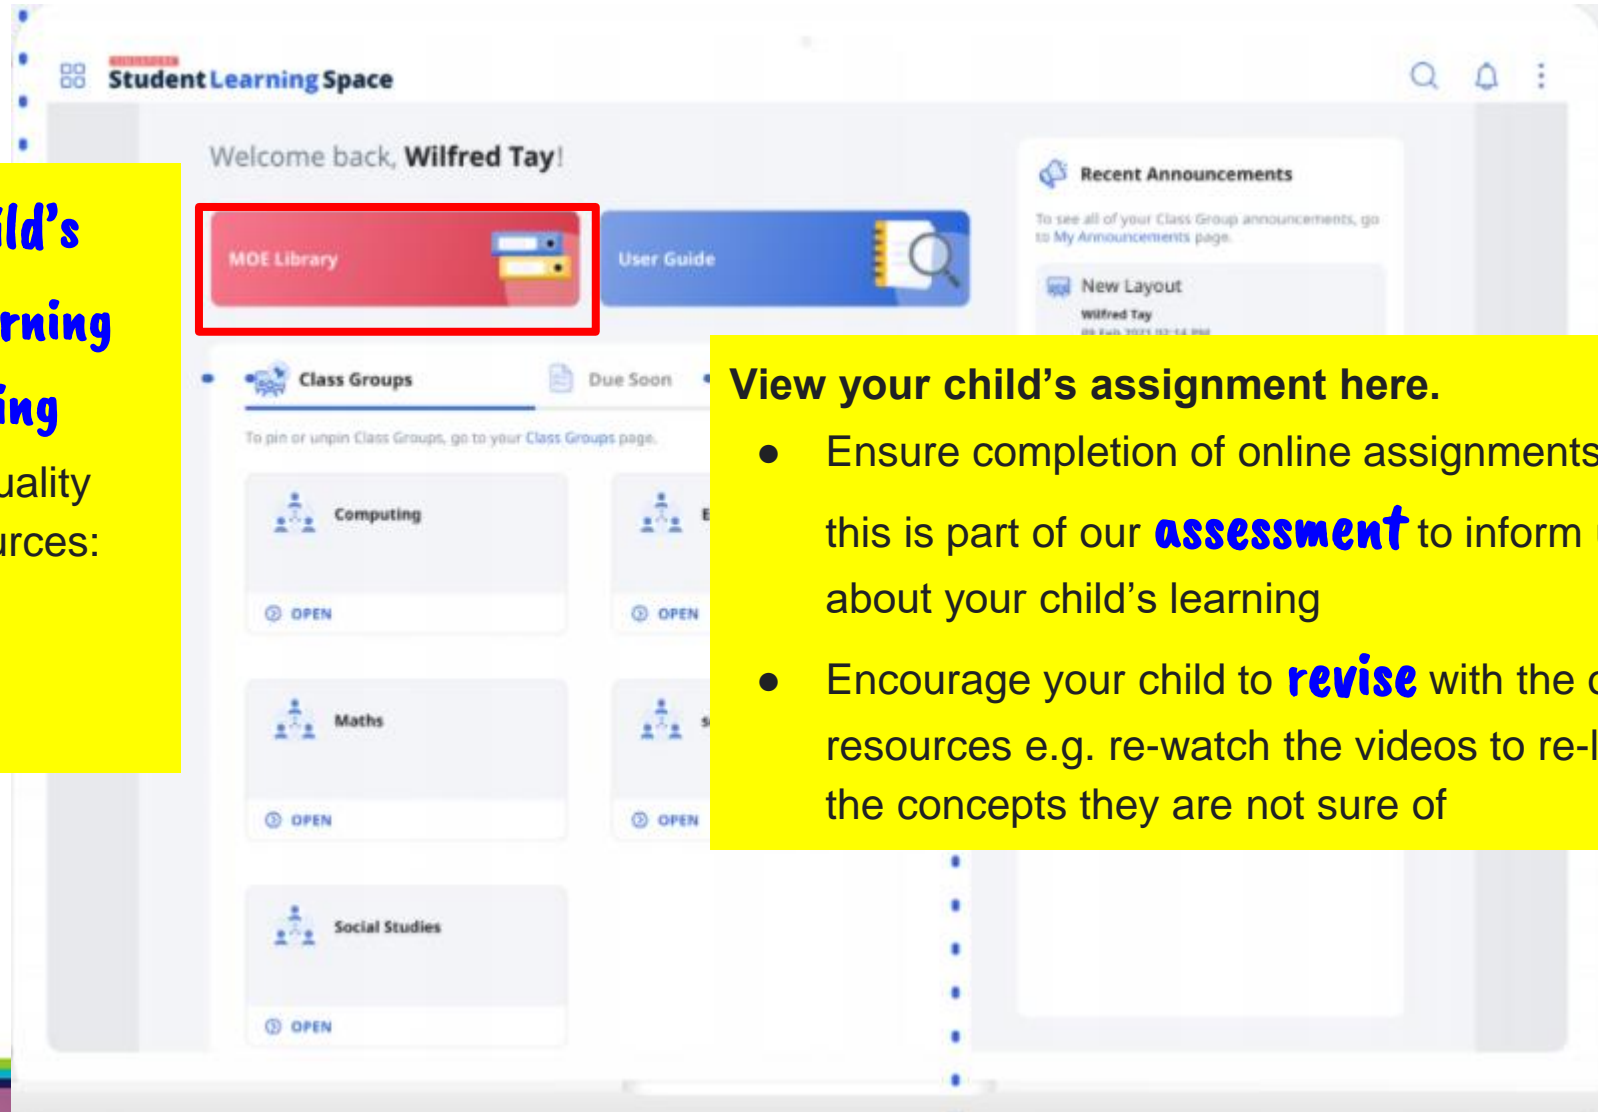 SINGAPORE
Student Learning Space
Welcome back, Wilfred Tay!
MOE Library
User Guide
Recent Announcements
To see all of your Class Group announcements, go
to My Announcements page.
New Layout
Wilfred Tay
ild's
rning
ing
uality
urces:
Class Groups
Due Soon
To pin or unpin Class Groups, go to your Class Groups page.
Computing
E
OPEN
OPEN
Maths
s
OPEN
OPEN
Social Studies
OPEN
View your child's assignment here.
● Ensure completion of online assignments
this is part of our assessment to inform
about your child's learning
● Encourage your child to revise with the
resources e.g. re-watch the videos to re-l
the concepts they are not sure of